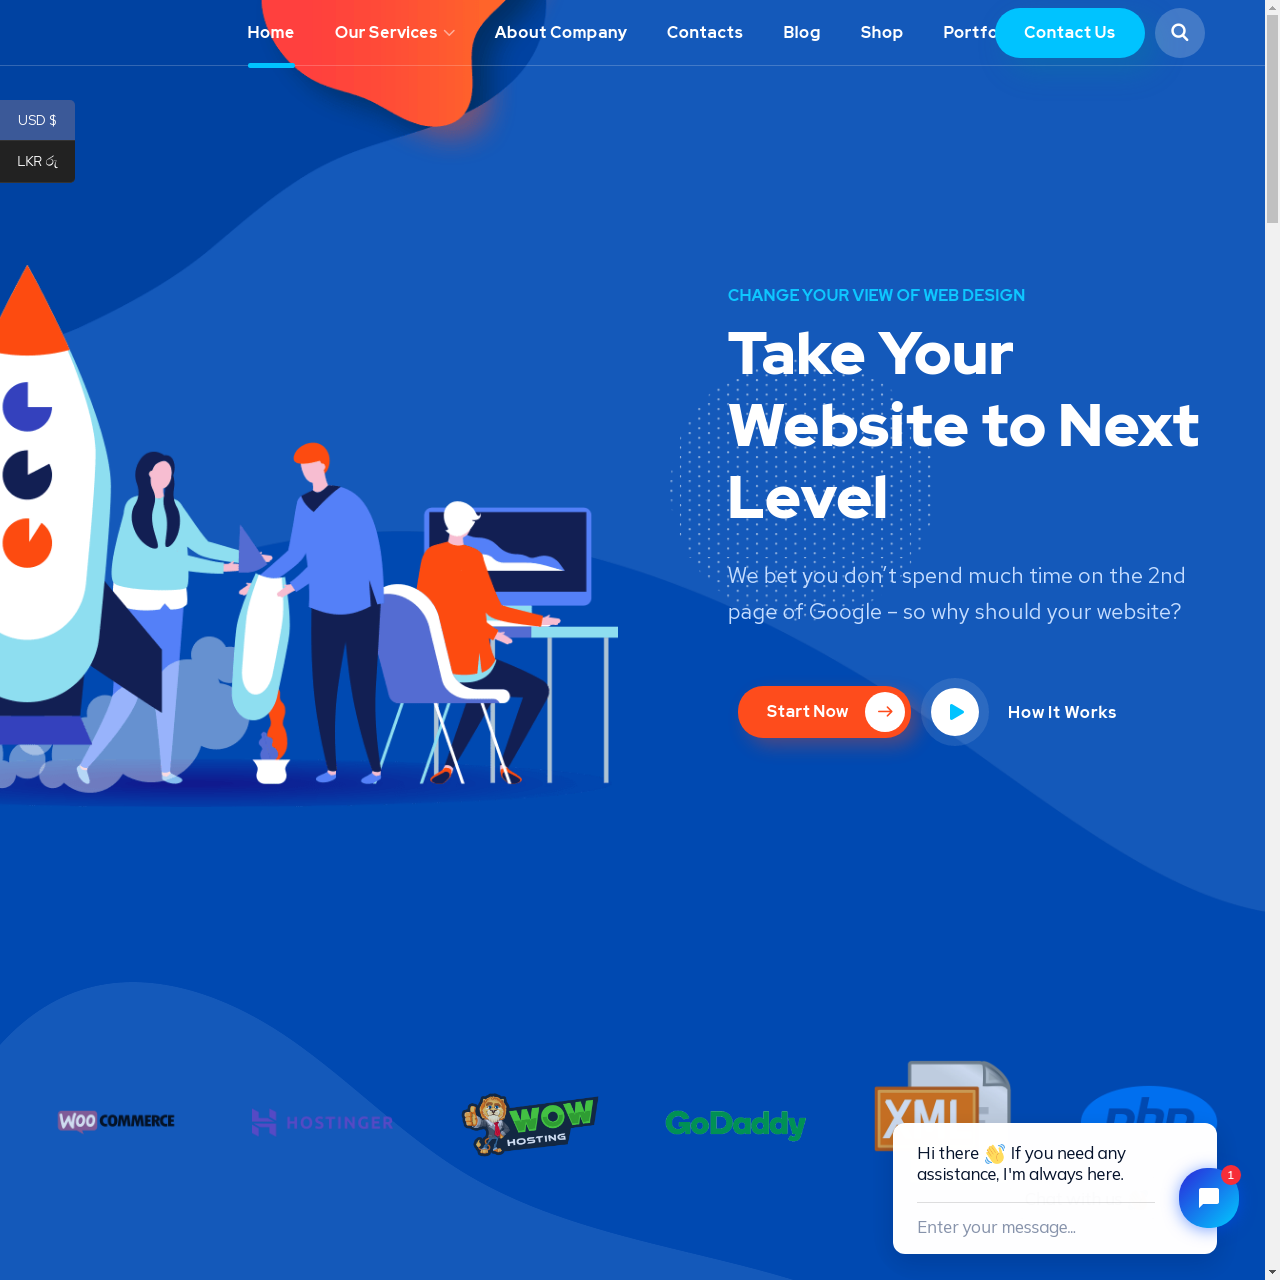 Home
Our Services
About Company
Contacts
Blog
Shop
Contact Us
USD $
LKR රු
CHANGE YOUR VIEW OF WEB DESIGN
Take Your
Website to Next
Level
We bet you don’t spend much time on the 2nd
page of Google – so why should your website?
Start Now
How It Works
WOO COMMERCE
HOSTINGER
WOW
HOSTING
GoDaddy
XML
php
Hi there 👋 If you need any
assistance, I'm always here.
Enter your message...
1